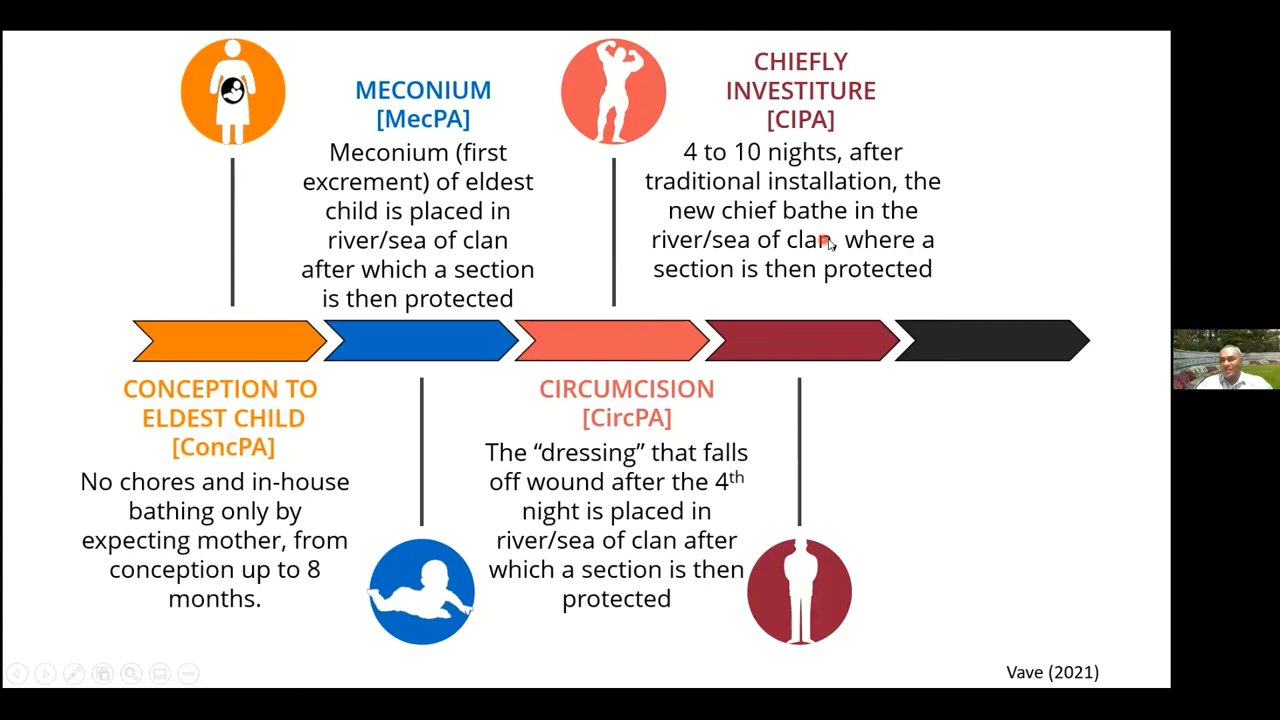 MECONIUM
[MecPA]
Meconium (first
excrement) of eldest
child is placed in
river/sea of clan
after which a section
is then protected
CHIEFLY
INVESTITURE
[CIPA]
4 to 10 nights, after
traditional installation, the
new chief bathe in the
river/sea of clan, where a
section is then protected
CONCEPTION TO
ELDEST CHILD
[ConcPA]
No chores and in-house
bathing only by
expecting mother, from
conception up to 8
months.
CIRCUMCISION
[CircPA]
The “dressing” that falls
off wound after the 4th
night is placed in
river/sea of clan after
which a section is then
protected
Vave (2021)